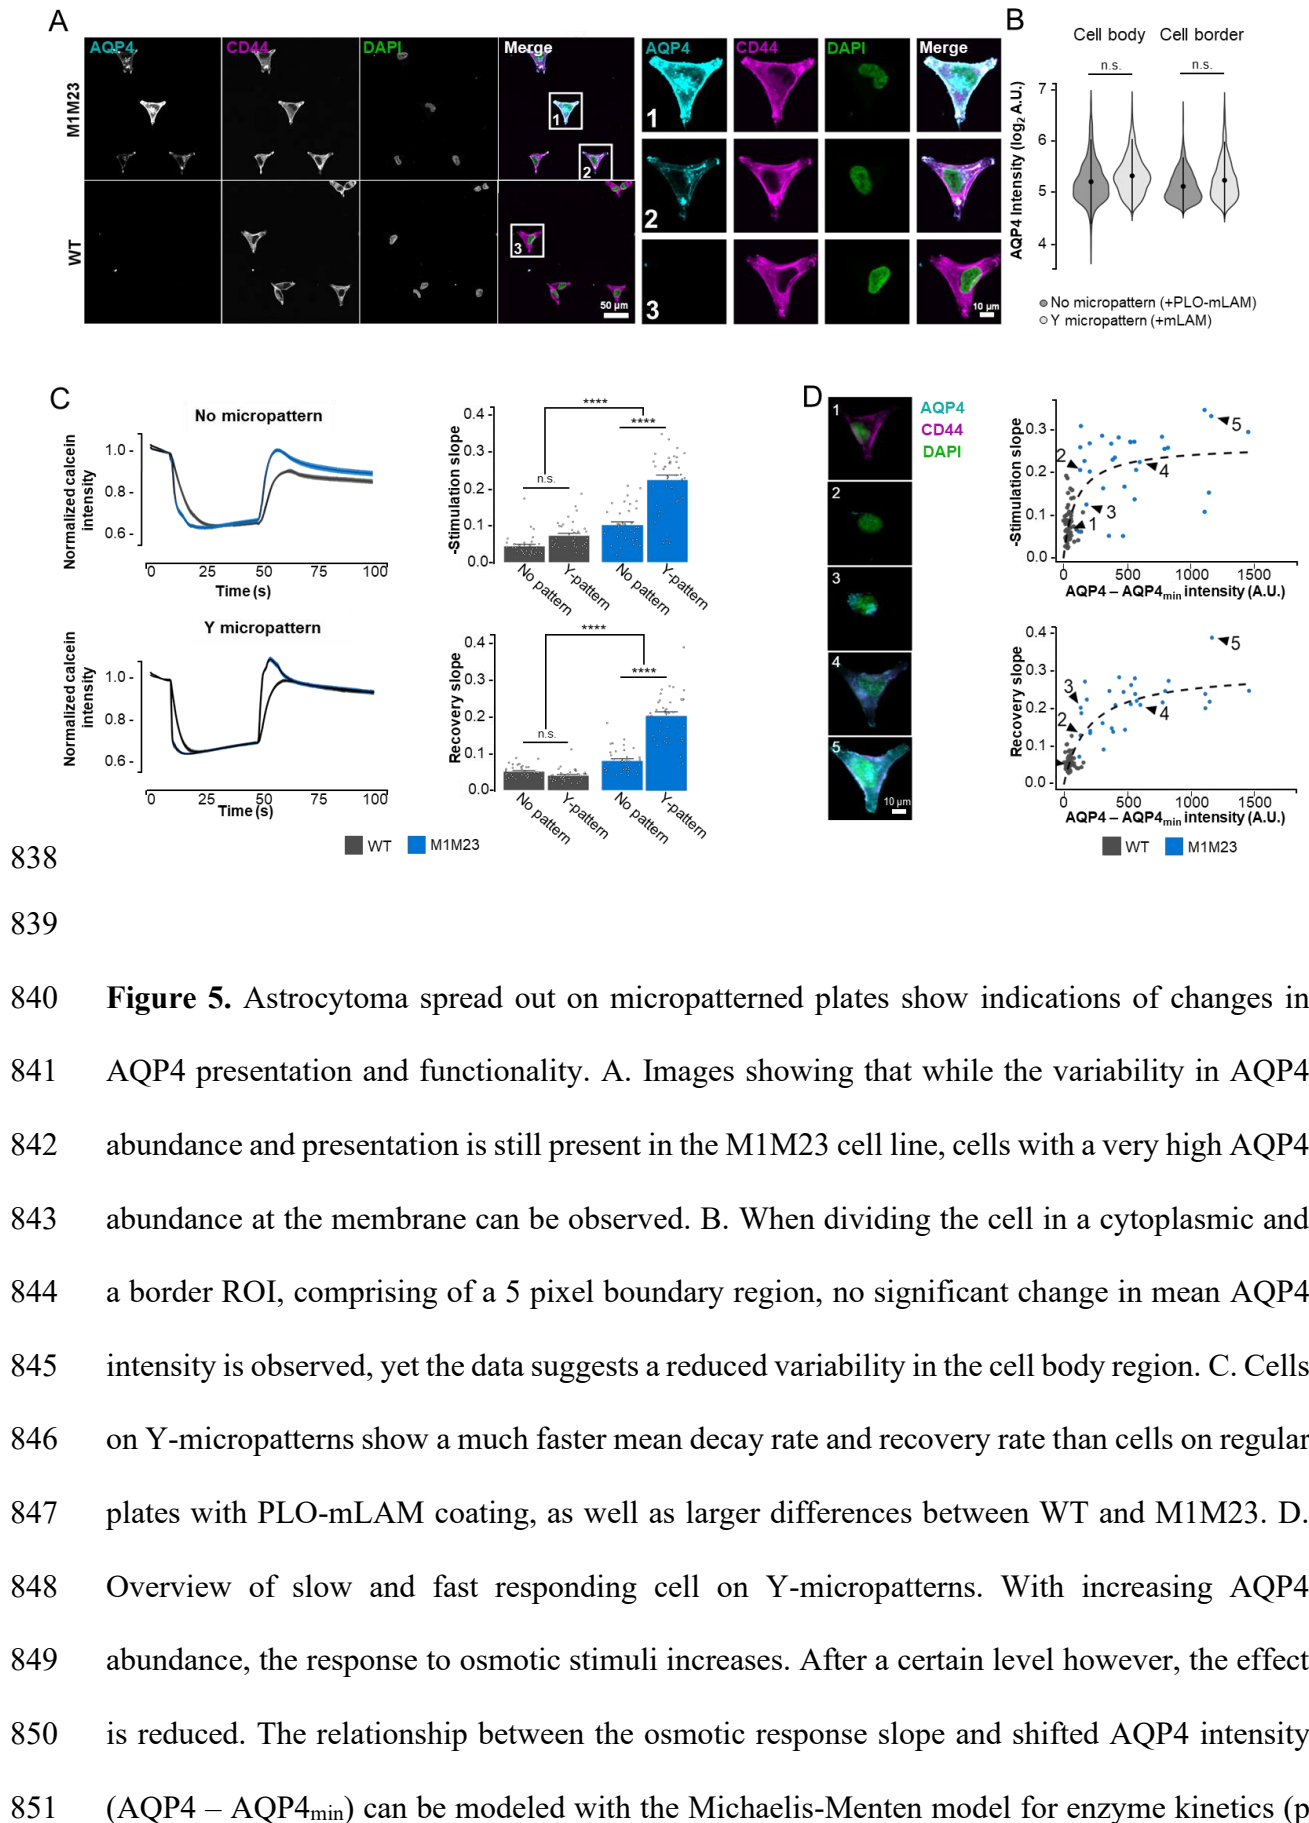 A
AQP4
CD44
DAPI
Merge
AQP4
CD44
DAPI
Merge
M1M23
1
2
WT
3
50 µm
1
2
3
10 µm
B
Cell body
Cell border
n.s.
n.s.
AQP4 Intensity (log2 A.U.)
7
6
5
4
No micropattern (+PLO-mLAM)
Y micropattern (+mLAM)
C
No micropattern
Normalized calcein
intensity
1.0
0.8
0.6
0 25 50 75 100
Time (s)
Y micropattern
Normalized calcein
intensity
1.0
0.8
0.6
0 25 50 75 100
Time (s)
-Stimulation slope
0.4
0.3
0.2
0.1
0.0
****
****
n.s.
No pattern
Y-pattern
No pattern
Y-pattern
Recovery slope
0.4
0.3
0.2
0.1
0.0
****
****
n.s.
No pattern
Y-pattern
No pattern
Y-pattern
WT M1M23
D
1
2
3
4
5
10 µm
AQP4
CD44
DAPI
-Stimulation slope
0.3
0.2
0.1
0.0
2
5
4
3
1
0 500 1000 1500
AQP4 – AQP4min intensity (A.U.)
Recovery slope
0.4
0.3
0.2
0.1
0.0
5
3
4
2
0 500 1000 1500
AQP4 – AQP4min intensity (A.U.)
WT M1M23
838
839
840 Figure 5. Astrocytoma spread out on micropatterned plates show indications of changes in
841 AQP4 presentation and functionality. A. Images showing that while the variability in AQP4
842 abundance and presentation is still present in the M1M23 cell line, cells with a very high AQP4
843 abundance at the membrane can be observed. B. When dividing the cell in a cytoplasmic and
844 a border ROI, comprising of a 5 pixel boundary region, no significant change in mean AQP4
845 intensity is observed, yet the data suggests a reduced variability in the cell body region. C. Cells
846 on Y-micropatterns show a much faster mean decay rate and recovery rate than cells on regular
847 plates with PLO-mLAM coating, as well as larger differences between WT and M1M23. D.
848 Overview of slow and fast responding cell on Y-micropatterns. With increasing AQP4
849 abundance, the response to osmotic stimuli increases. After a certain level however, the effect
850 is reduced. The relationship between the osmotic response slope and shifted AQP4 intensity
851 (AQP4 – AQP4min) can be modeled with the Michaelis-Menten model for enzyme kinetics (p